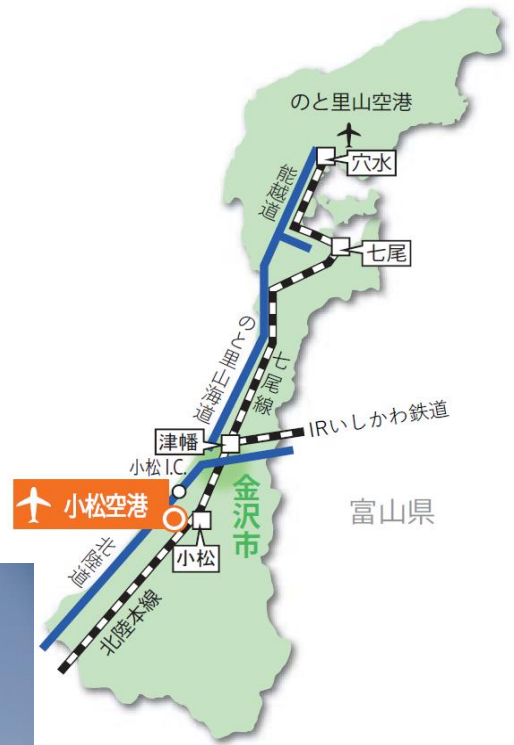 のと里山空港
穴水
能越道
七尾
のと里山海道
七尾線
津幡
IRいしかわ鉄道
小松I.C.
小松空港
金沢市
富山県
小松
北陸道
北陸本線